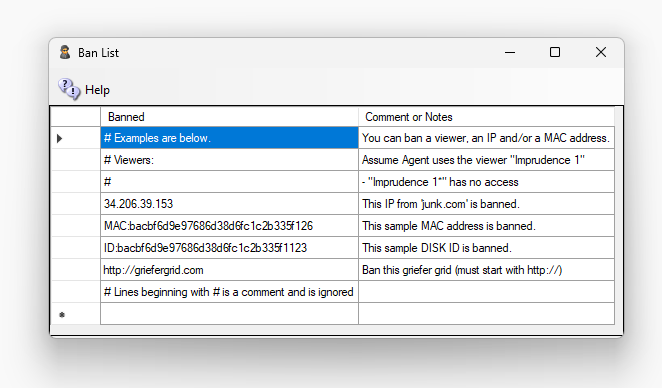 Ban List
Help
Banned Comment or Notes
# Examples are below. You can ban a viewer, an IP and/or a MAC address.
# Viewers: Assume Agent uses the viewer "Imprudence 1"
# - "Imprudence 1*" has no access
34.206.39.153 This IP from 'junk.com' is banned.
MAC:bacbf6d9e97686d38d6fc1c2b335f126 This sample MAC address is banned.
ID:bacbf6d9e97686d38d6fc1c2b335f1123 This sample DISK ID is banned.
http://griefergrid.com Ban this griefer grid (must start with http://)
# Lines beginning with # is a comment and is ignored